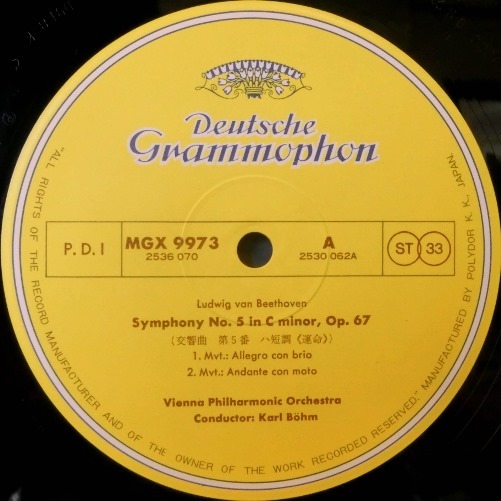 Deutsche
Grammophon
P.D.I
MGX 9973
2536 070
A
2530 062A
ST 33
Ludwig van Beethoven
Symphony No. 5 in C minor, Op. 67
(交響曲 第5番 ハ短調《運命》)
1. Mvt.: Allegro con brio
2. Mvt.: Andante con moto
Vienna Philharmonic Orchestra
Conductor: Karl Böhm
"ALL RIGHTS OF THE RECORD MANUFACTURER AND OF THE OWNER OF THE WORK RECORDED RESERVED." MANUFACTURED BY POLYDOR K. K., JAPAN.